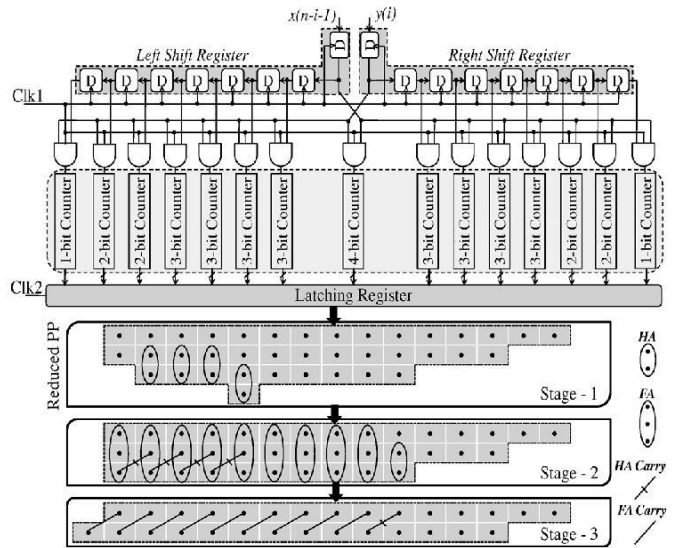 x(n-i-1) y(i)
Left Shift Register
Right Shift Register
D
D
D D D D D D D
D D D D D D D
Clk1
1-bit Counter
2-bit Counter
2-bit Counter
3-bit Counter
3-bit Counter
3-bit Counter
3-bit Counter
4-bit Counter
3-bit Counter
3-bit Counter
3-bit Counter
3-bit Counter
2-bit Counter
2-bit Counter
1-bit Counter
Clk2
Latching Register
Reduced PP
Stage - 1
HA
FA
Stage - 2
HA Carry
Stage - 3
FA Carry